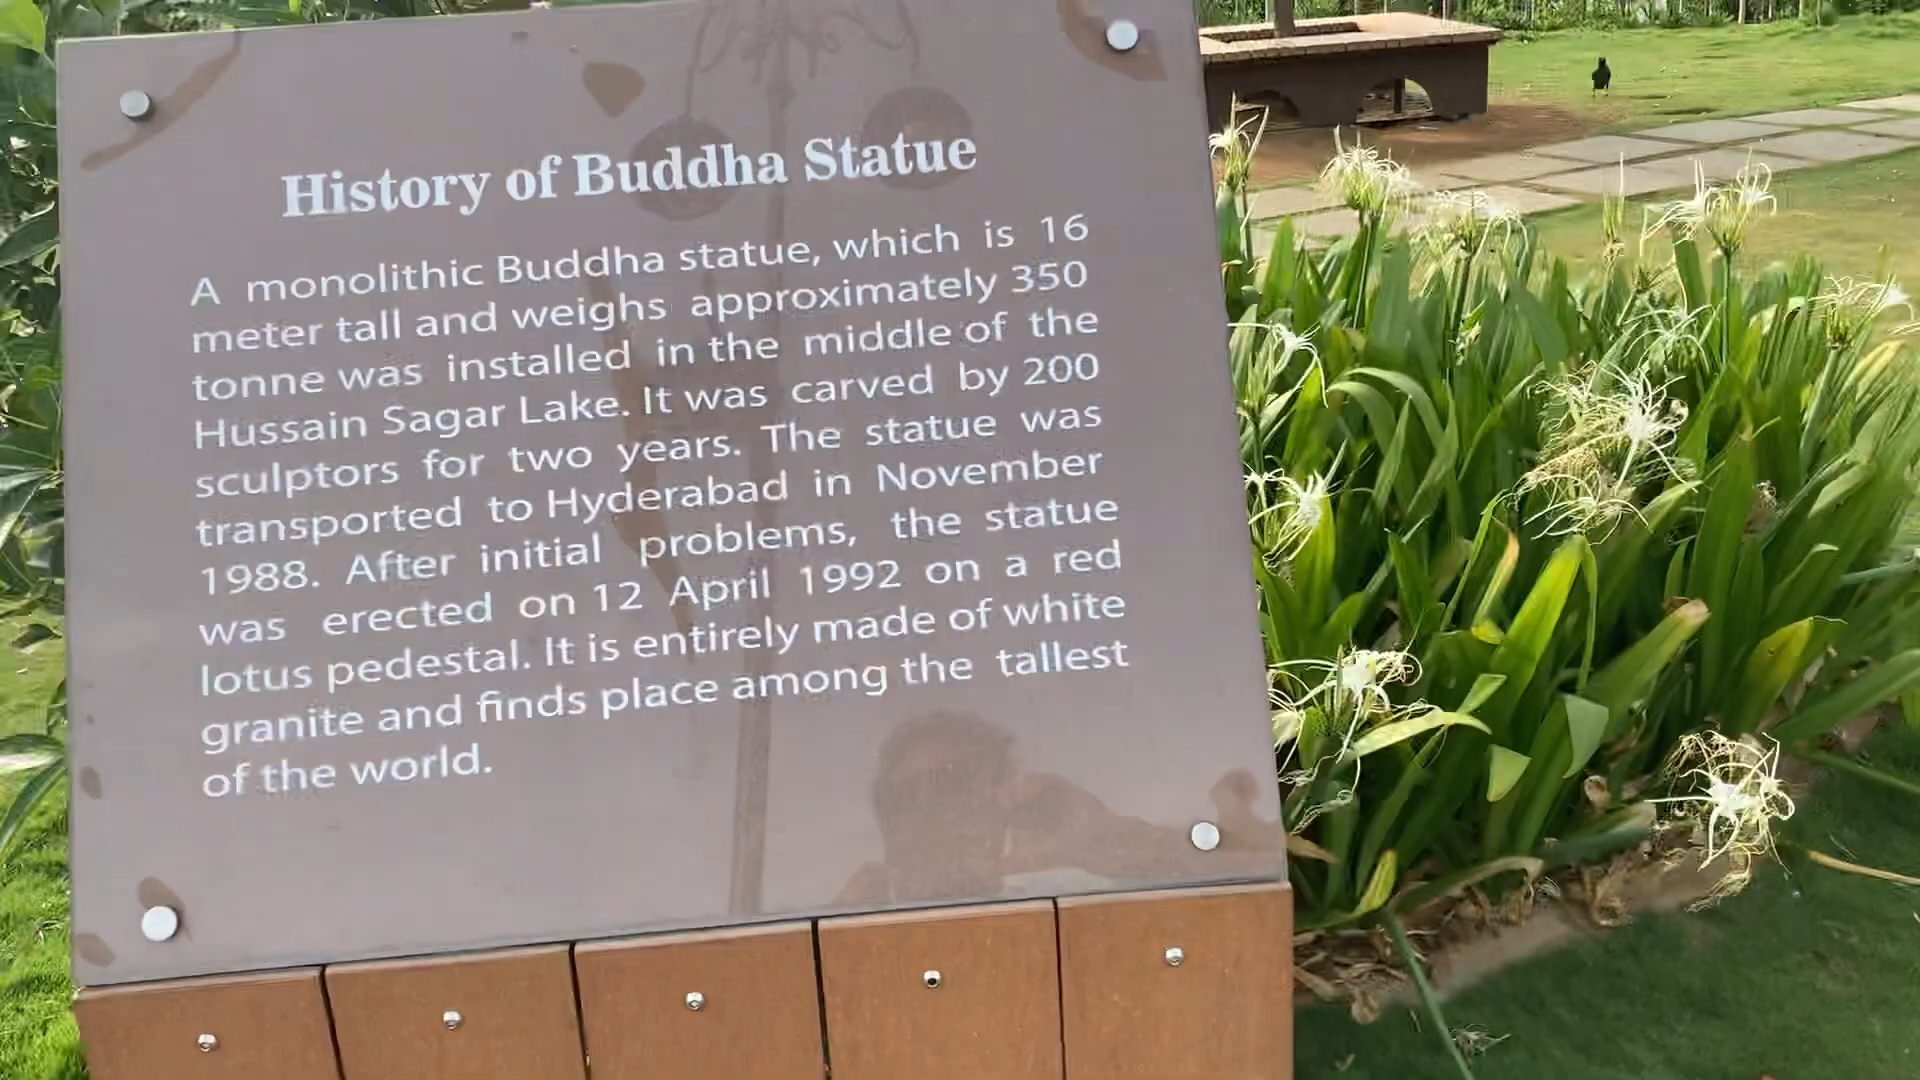 History of Buddha Statue
A monolithic Buddha statue, which is 16
meter tall and weighs approximately 350
tonne was installed in the middle of the
Hussain Sagar Lake. It was carved by 200
sculptors for two years. The statue was
transported to Hyderabad in November
1988. After initial problems, the statue
was erected on 12 April 1992 on a red
lotus pedestal. It is entirely made of white
granite and finds place among the tallest
of the world.